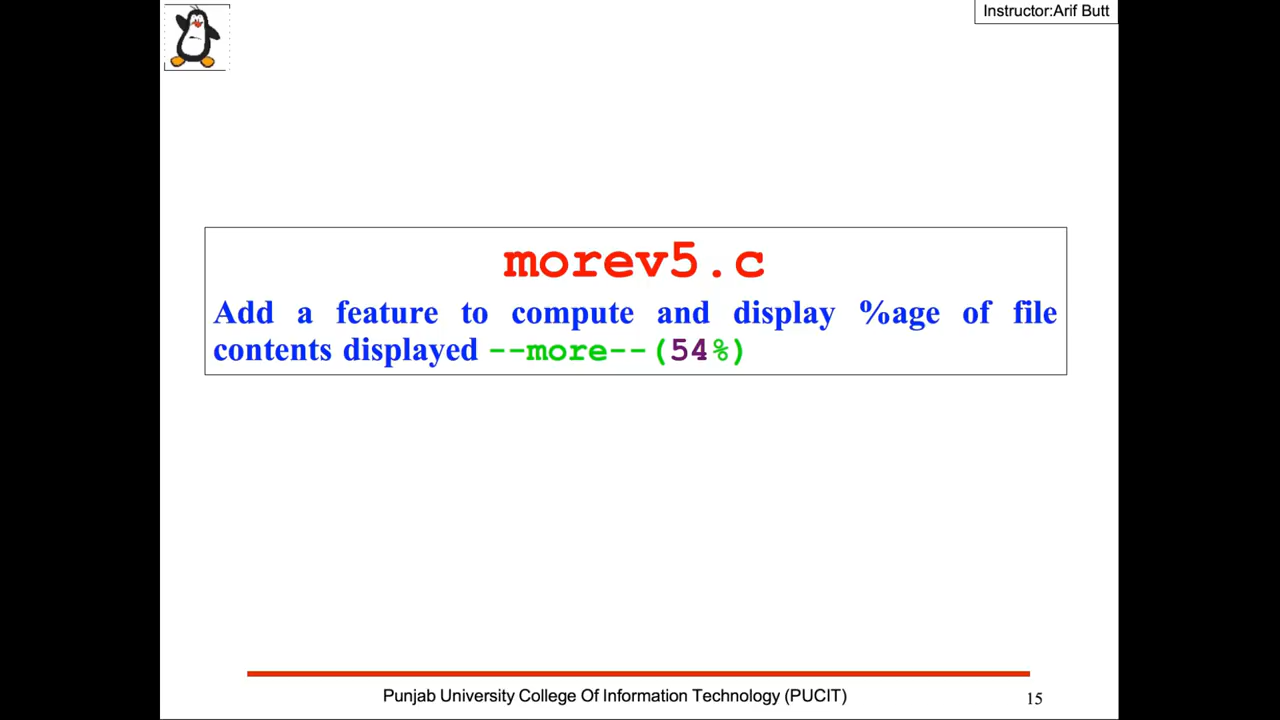 Instructor:Arif Butt
morev5.c
Add a feature to compute and display %age of file
contents displayed --more--(54%)
Punjab University College Of Information Technology (PUCIT)
15